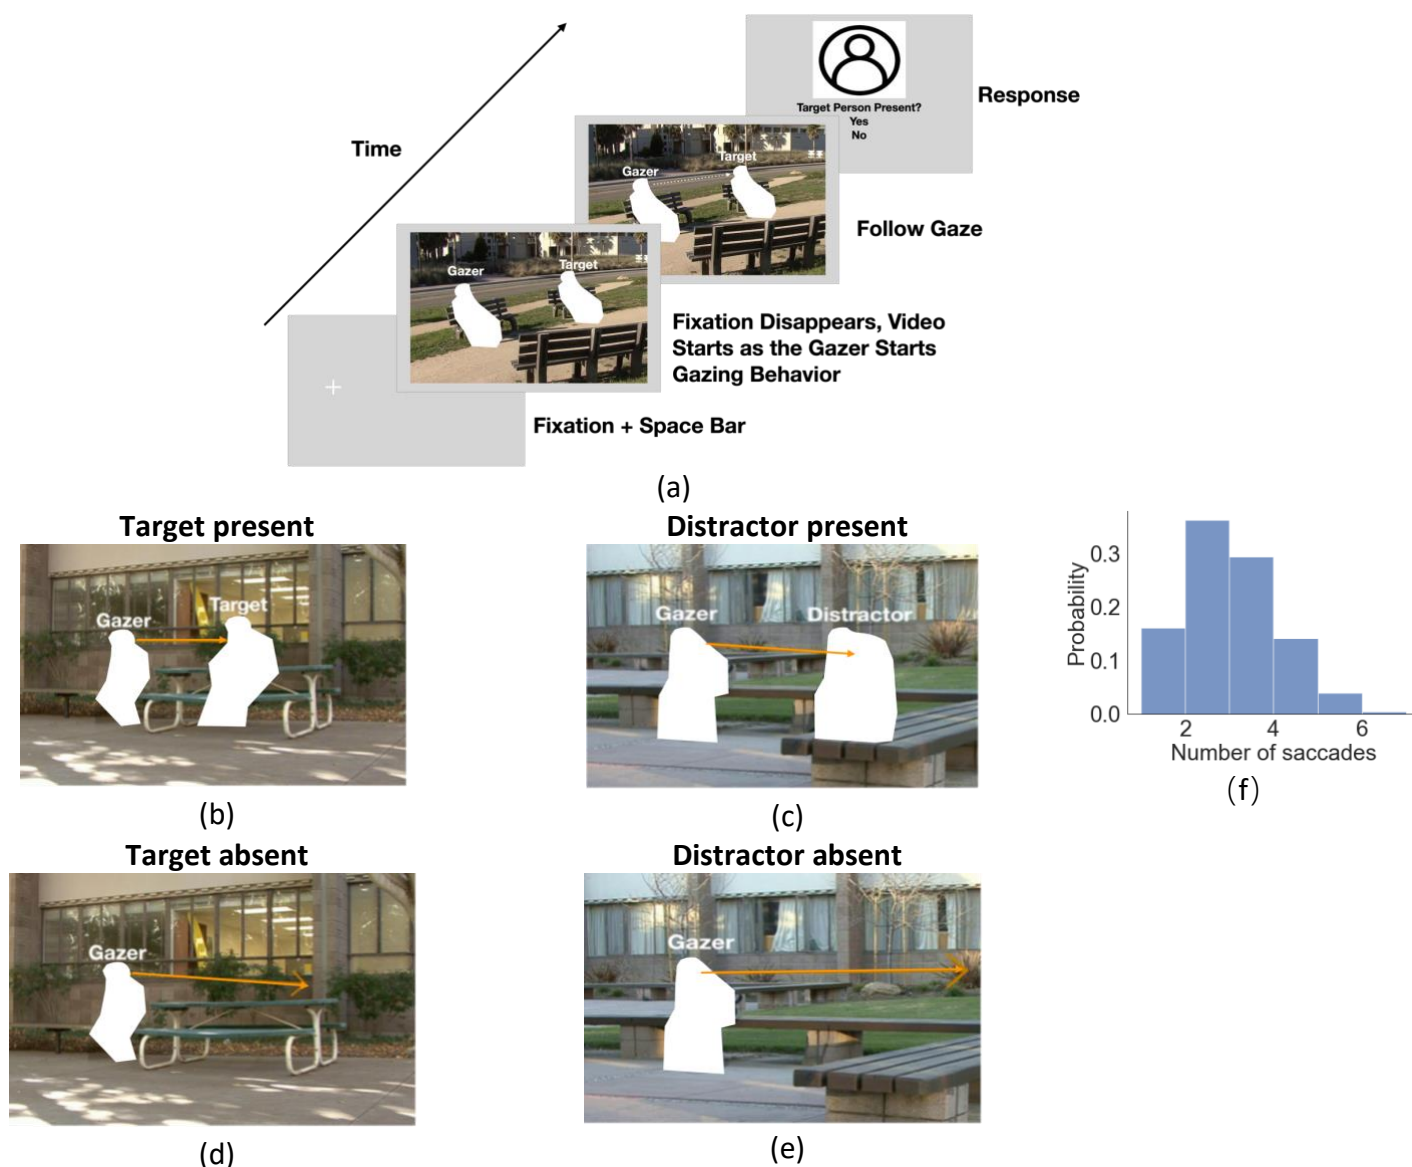 Time
Target Person Present?
Yes
No
Response
Gazer
Target
Follow Gaze
Gazer
Target
Fixation Disappears, Video
Starts as the Gazer Starts
Gazing Behavior
Fixation + Space Bar
(a)
Target present
Gazer
Target
(b)
Distractor present
Gazer
Distractor
(c)
0.3
0.2
0.1
0.0
Probability
2
4
6
Number of saccades
(f)
Target absent
Gazer
(d)
Distractor absent
Gazer
(e)